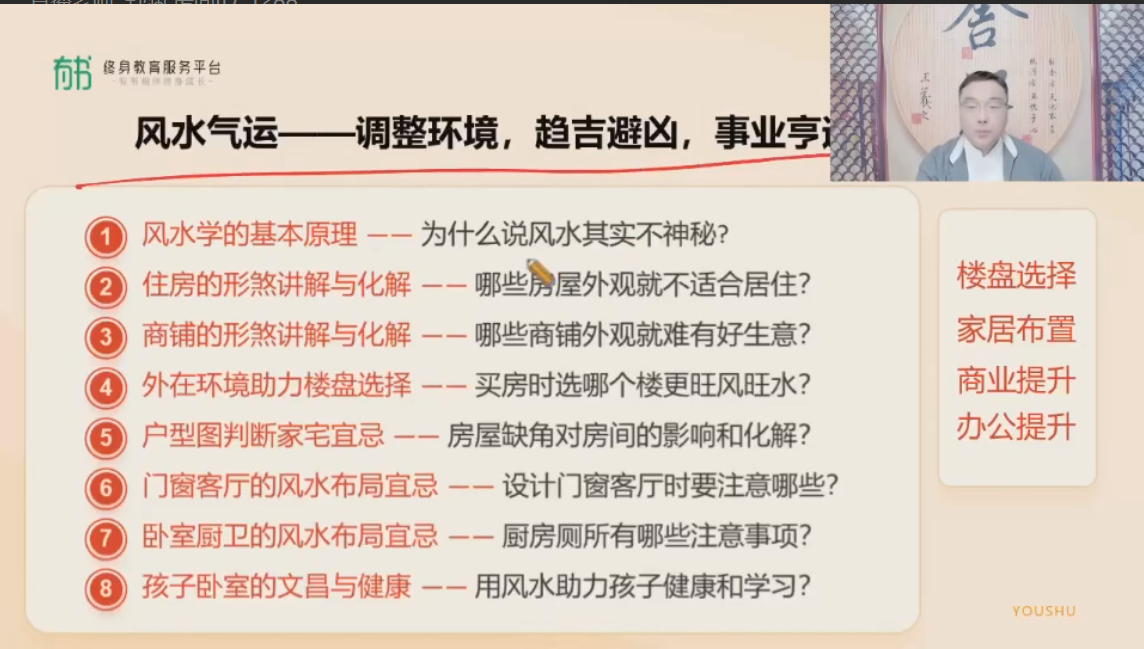 有书 终身教育服务平台
风水气运——调整环境，趋吉避凶，事业亨
1 风水学的基本原理 —— 为什么说风水其实不神秘?
2 住房的形煞讲解与化解 —— 哪些房屋外观就不适合居住?
3 商铺的形煞讲解与化解 —— 哪些商铺外观就难有好生意?
4 外在环境助力楼盘选择 —— 买房时选哪个楼更旺风旺水?
5 户型图判断家宅宜忌 —— 房屋缺角对房间的影响和化解?
6 门窗客厅的风水布局宜忌 —— 设计门窗客厅时要注意哪些?
7 卧室厨卫的风水布局宜忌 —— 厨房厕所有哪些注意事项?
8 孩子卧室的文昌与健康 —— 用风水助力孩子健康和学习?
楼盘选择
家居布置
商业提升
办公提升
YOUSHU